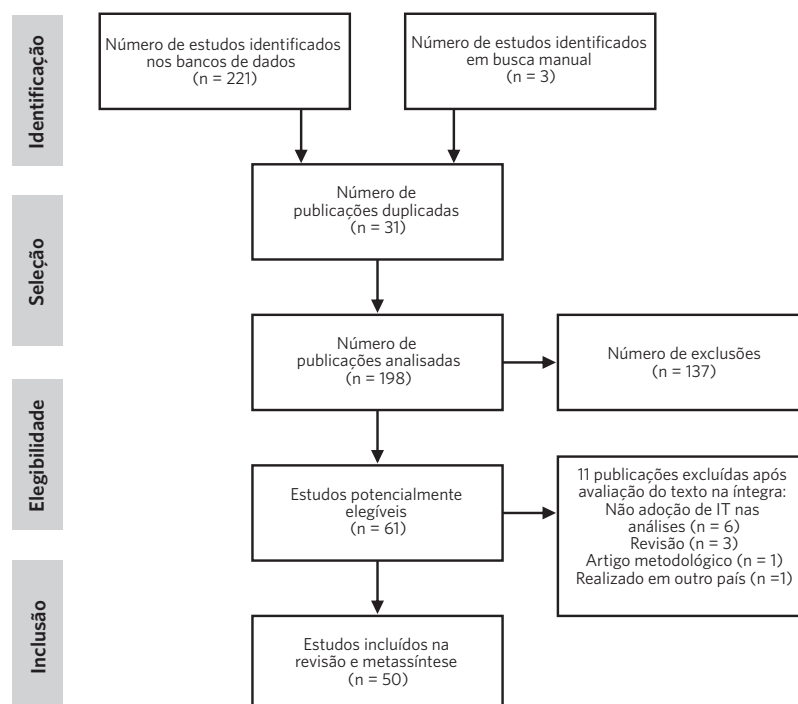 Identificação
Número de estudos identificados
nos bancos de dados
(n = 221)
Número de estudos identificados
em busca manual
(n = 3)
Número de
publicações duplicadas
(n = 31)
Seleção
Número de
publicações analisadas
(n = 198)
Número de exclusões
(n = 137)
Elegibilidade
Estudos potencialmente
elegíveis
(n = 61)
11 publicações excluídas após
avaliação do texto na íntegra:
Não adoção de IT nas
análises (n = 6)
Revisão (n = 3)
Artigo metodológico (n = 1)
Realizado em outro país (n =1)
Inclusão
Estudos incluídos na
revisão e metassíntese
(n = 50)